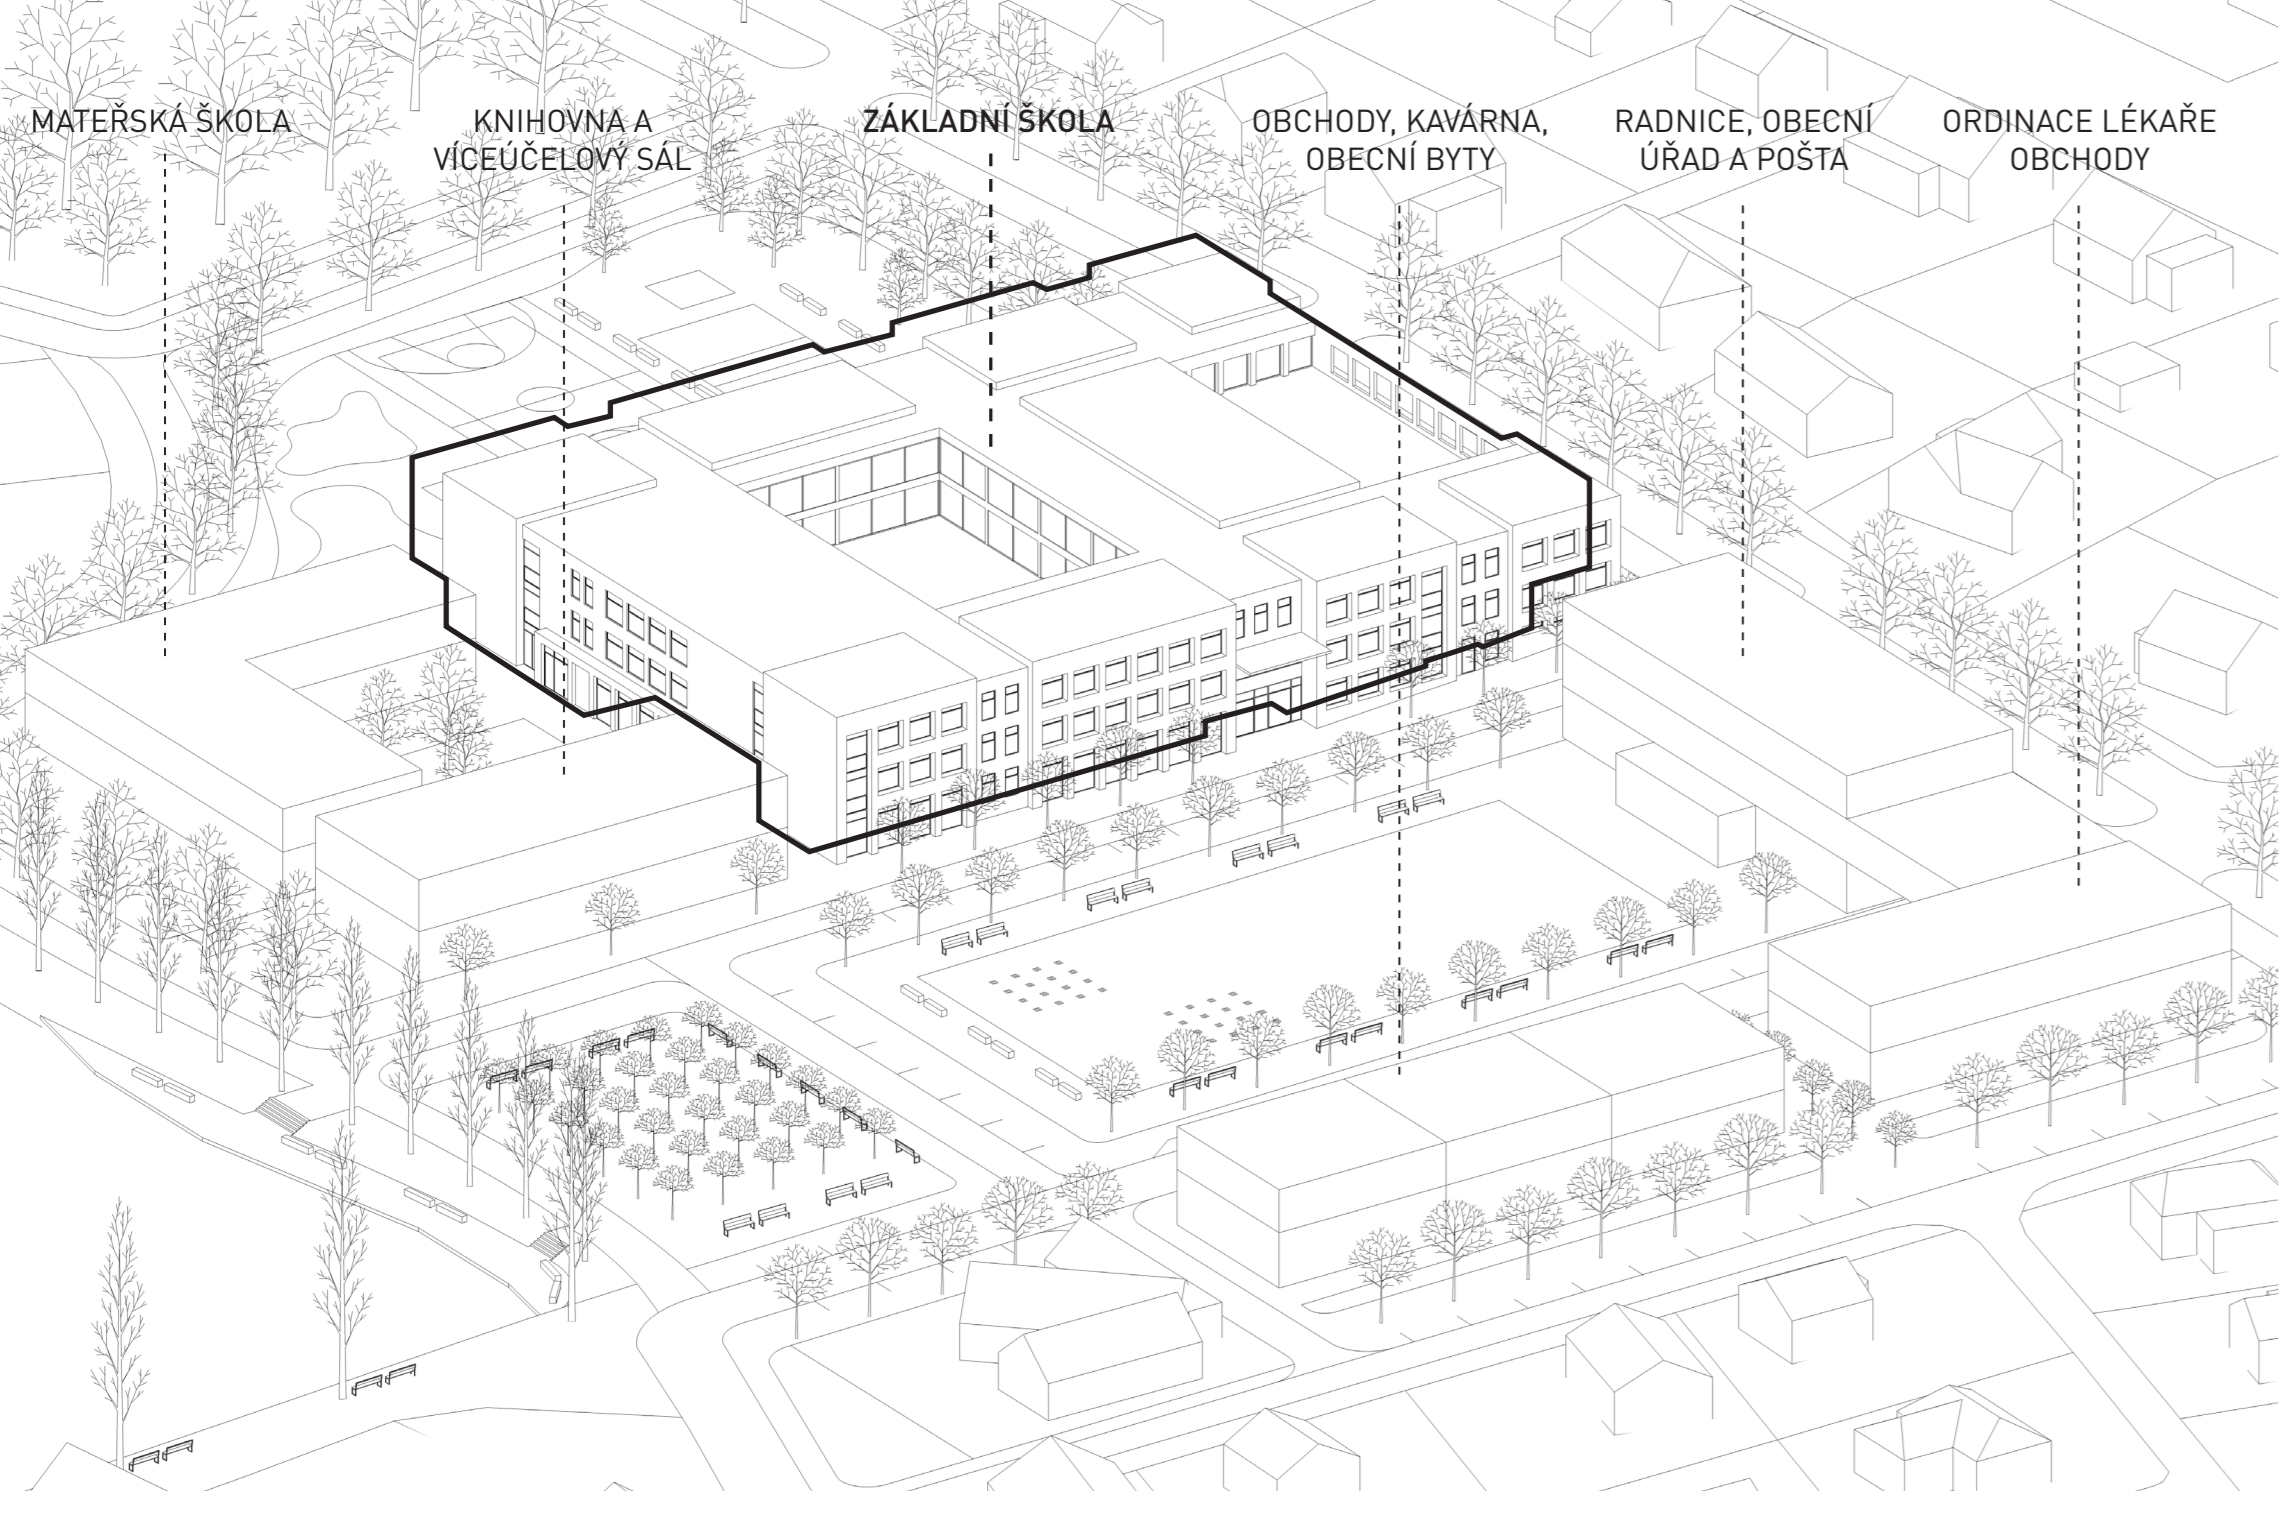 MATEŘSKÁ ŠKOLA
KNIHOVNA A
VÍCEÚČELOVÝ SÁL
ZÁKLADNÍ ŠKOLA
OBCHODY, KAVÁRNA,
OBECNÍ BYTY
RADNICE, OBECNÍ
ÚŘAD A POŠTA
ORDINACE LÉKAŘE
OBCHODY